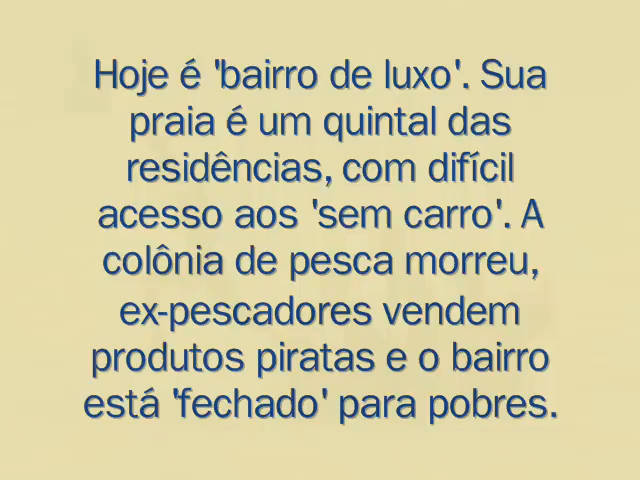 Hoje é 'bairro de luxo'. Sua
praia é um quintal das
residências, com difícil
acesso aos 'sem carro'. A
colônia de pesca morreu,
ex-pescadores vendem
produtos piratas e o bairro
está 'fechado' para pobres.